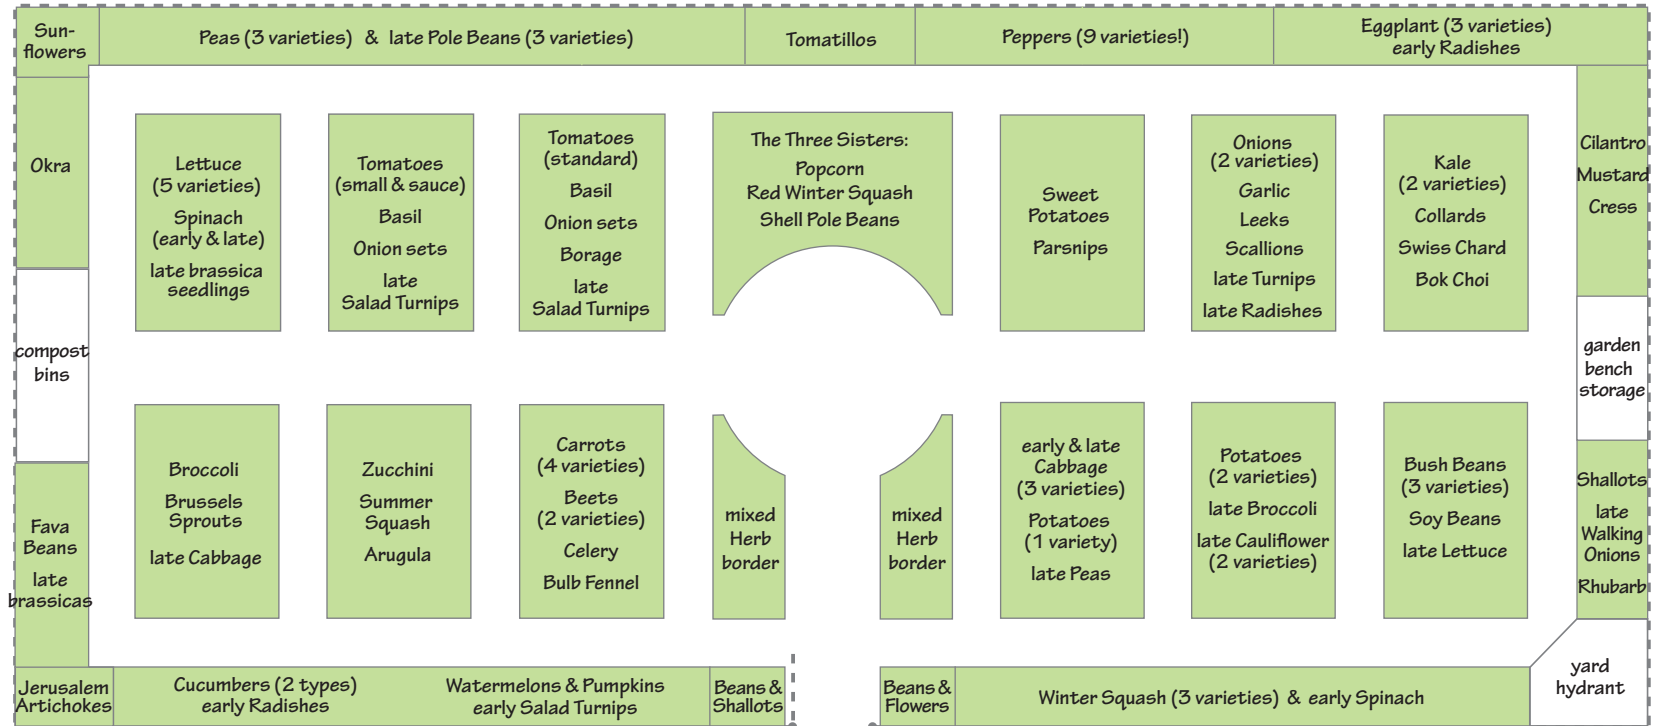 Sun-
flowers
Peas (3 varieties) & late Pole Beans (3 varieties)
Tomatillos
Peppers (9 varieties!)
Eggplant (3 varieties)
early Radishes
Okra
Lettuce
(5 varieties)
Spinach
(early & late)
late brassica
seedlings
Tomatoes
(small & sauce)
Basil
Onion sets
late
Salad Turnips
Tomatoes
(standard)
Basil
Onion sets
Borage
late
Salad Turnips
The Three Sisters:
Popcorn
Red Winter Squash
Shell Pole Beans
Sweet
Potatoes
Parsnips
Onions
(2 varieties)
Garlic
Leeks
Scallions
late Turnips
late Radishes
Kale
(2 varieties)
Collards
Swiss Chard
Bok Choi
Cilantro
Mustard
Cress
compost
bins
garden
bench
storage
Fava
Beans
late
brassicas
Broccoli
Brussels
Sprouts
late Cabbage
Zucchini
Summer
Squash
Arugula
Carrots
(4 varieties)
Beets
(2 varieties)
Celery
Bulb Fennel
mixed
Herb
border
mixed
Herb
border
early & late
Cabbage
(3 varieties)
Potatoes
(1 variety)
late Peas
Potatoes
(2 varieties)
late Broccoli
late Cauliflower
(2 varieties)
Bush Beans
(3 varieties)
Soy Beans
late Lettuce
Shallots
late
Walking
Onions
Rhubarb
Jerusalem
Artichokes
Cucumbers (2 types)
early Radishes
Watermelons & Pumpkins
early Salad Turnips
Beans &
Shallots
Beans &
Flowers
Winter Squash (3 varieties) & early Spinach
yard
hydrant